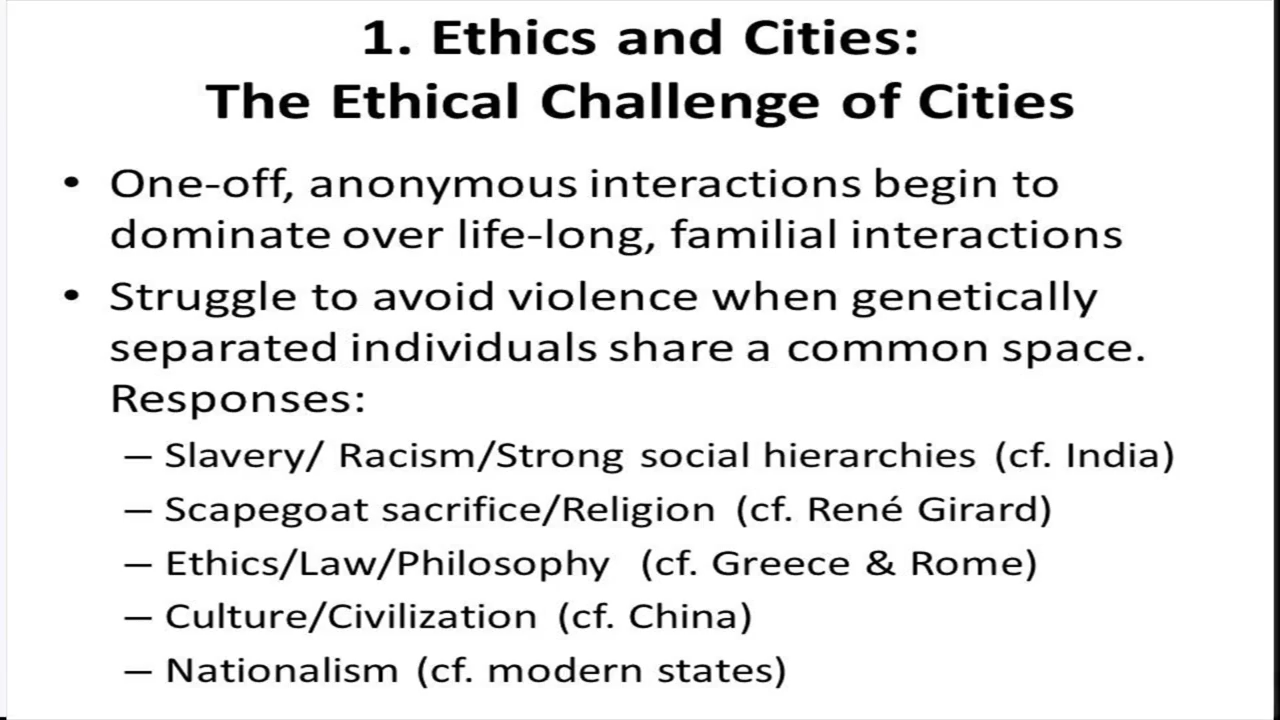 1. Ethics and Cities:
The Ethical Challenge of Cities
• One-off, anonymous interactions begin to
dominate over life-long, familial interactions
• Struggle to avoid violence when genetically
separated individuals share a common space.
Responses:
– Slavery/ Racism/Strong social hierarchies (cf. India)
– Scapegoat sacrifice/Religion (cf. René Girard)
– Ethics/Law/Philosophy (cf. Greece & Rome)
– Culture/Civilization (cf. China)
– Nationalism (cf. modern states)